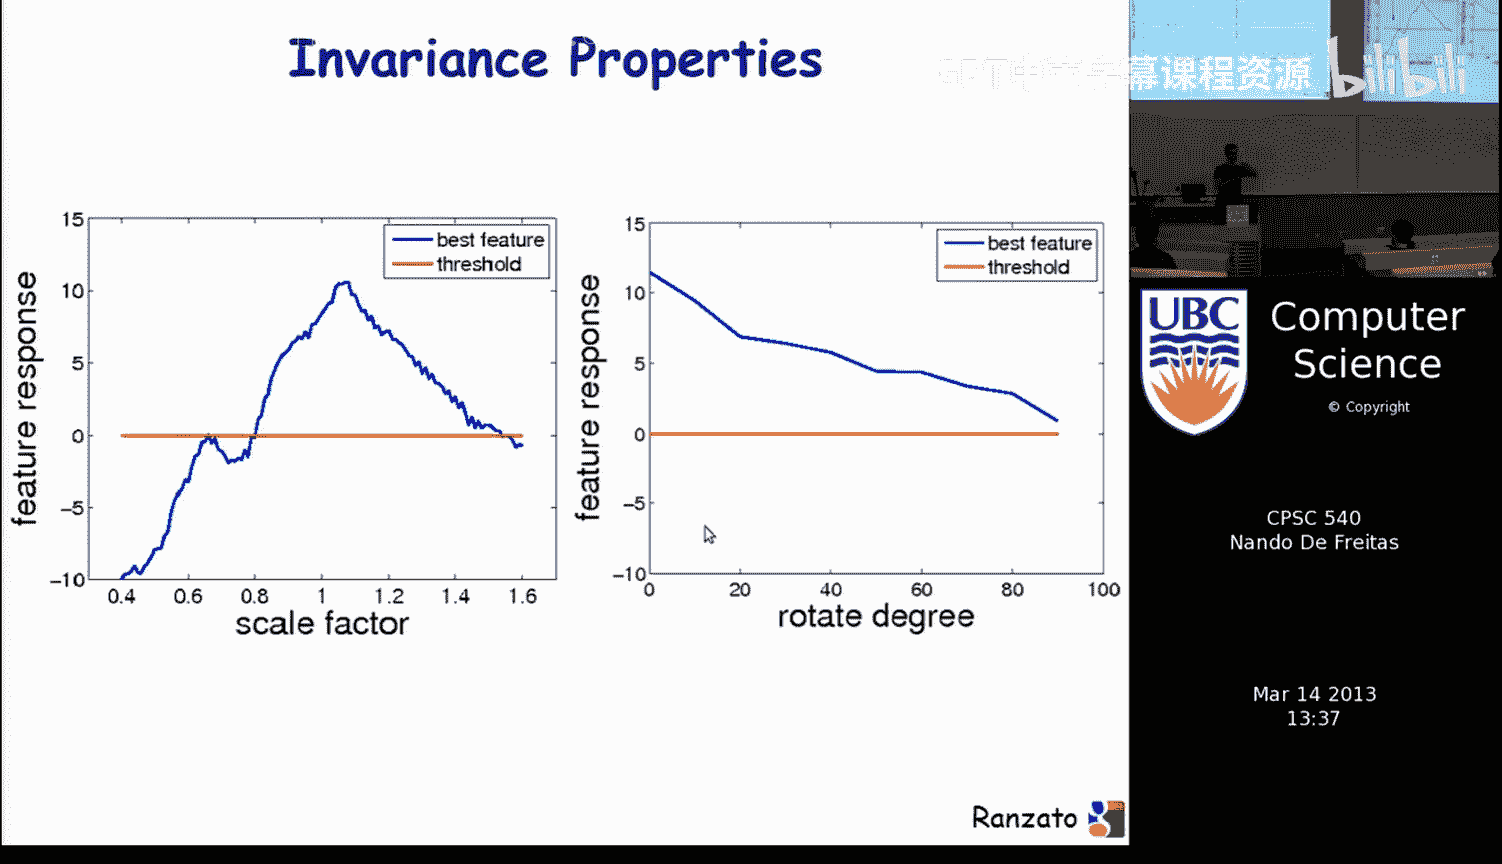 Invariance Properties
幕课程资源
bilibili
15
10
5
0
−5
−10
feature response
best feature
threshold
0.4 0.6 0.8 1 1.2 1.4 1.6
scale factor
15
10
5
0
−5
−10
feature response
best feature
threshold
0 20 40 60 80 100
rotate degree
Ranzato
UBC
Computer
Science
© Copyright
CPSC 540
Nando De Freitas
Mar 14 2013
13:37